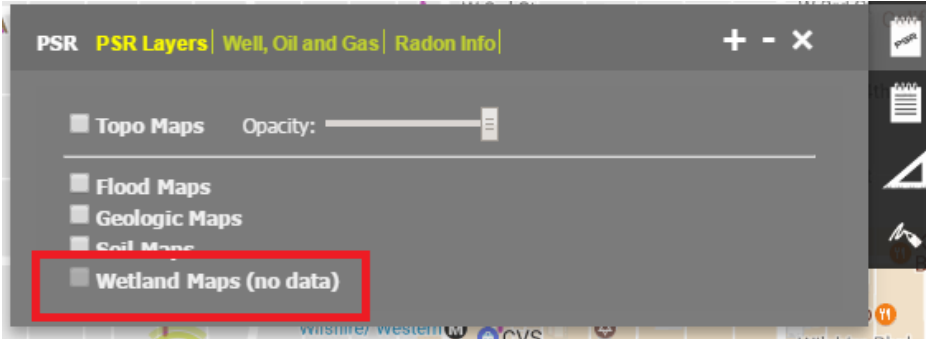 PSR PSR Layers| Well, Oil and Gas| Radon Info| + - ×
PSR
Topo Maps Opacity:
Flood Maps
Geologic Maps
Soil Maps
Wetland Maps (no data)
Wilshire/ Western M CVS